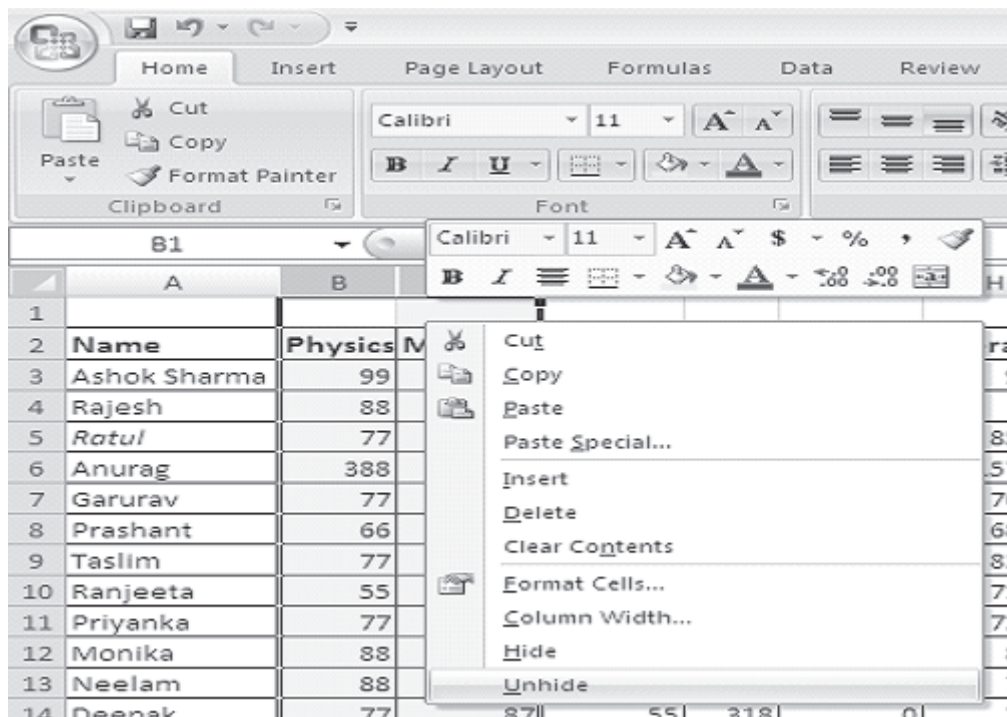 Home Insert Page Layout Formulas Data Review
Cut
Copy
Paste
Format Painter
Clipboard
Calibri 11
B I U A
Font
B1
Calibri 11 A A $ % ,
B I A
A B H
1
2 Name Physics M
3 Ashok Sharma 99
4 Rajesh 88
5 Ratul 77
6 Anurag 388
7 Garurav 77
8 Prashant 66
9 Taslim 77
10 Ranjeeta 55
11 Priyanka 77
12 Monika 88
13 Neelam 88
14 Deepak 77 87 55 318 0
Cut
Copy
Paste
Paste Special...
Insert
Delete
Clear Contents
Format Cells...
Column Width...
Hide
Unhide